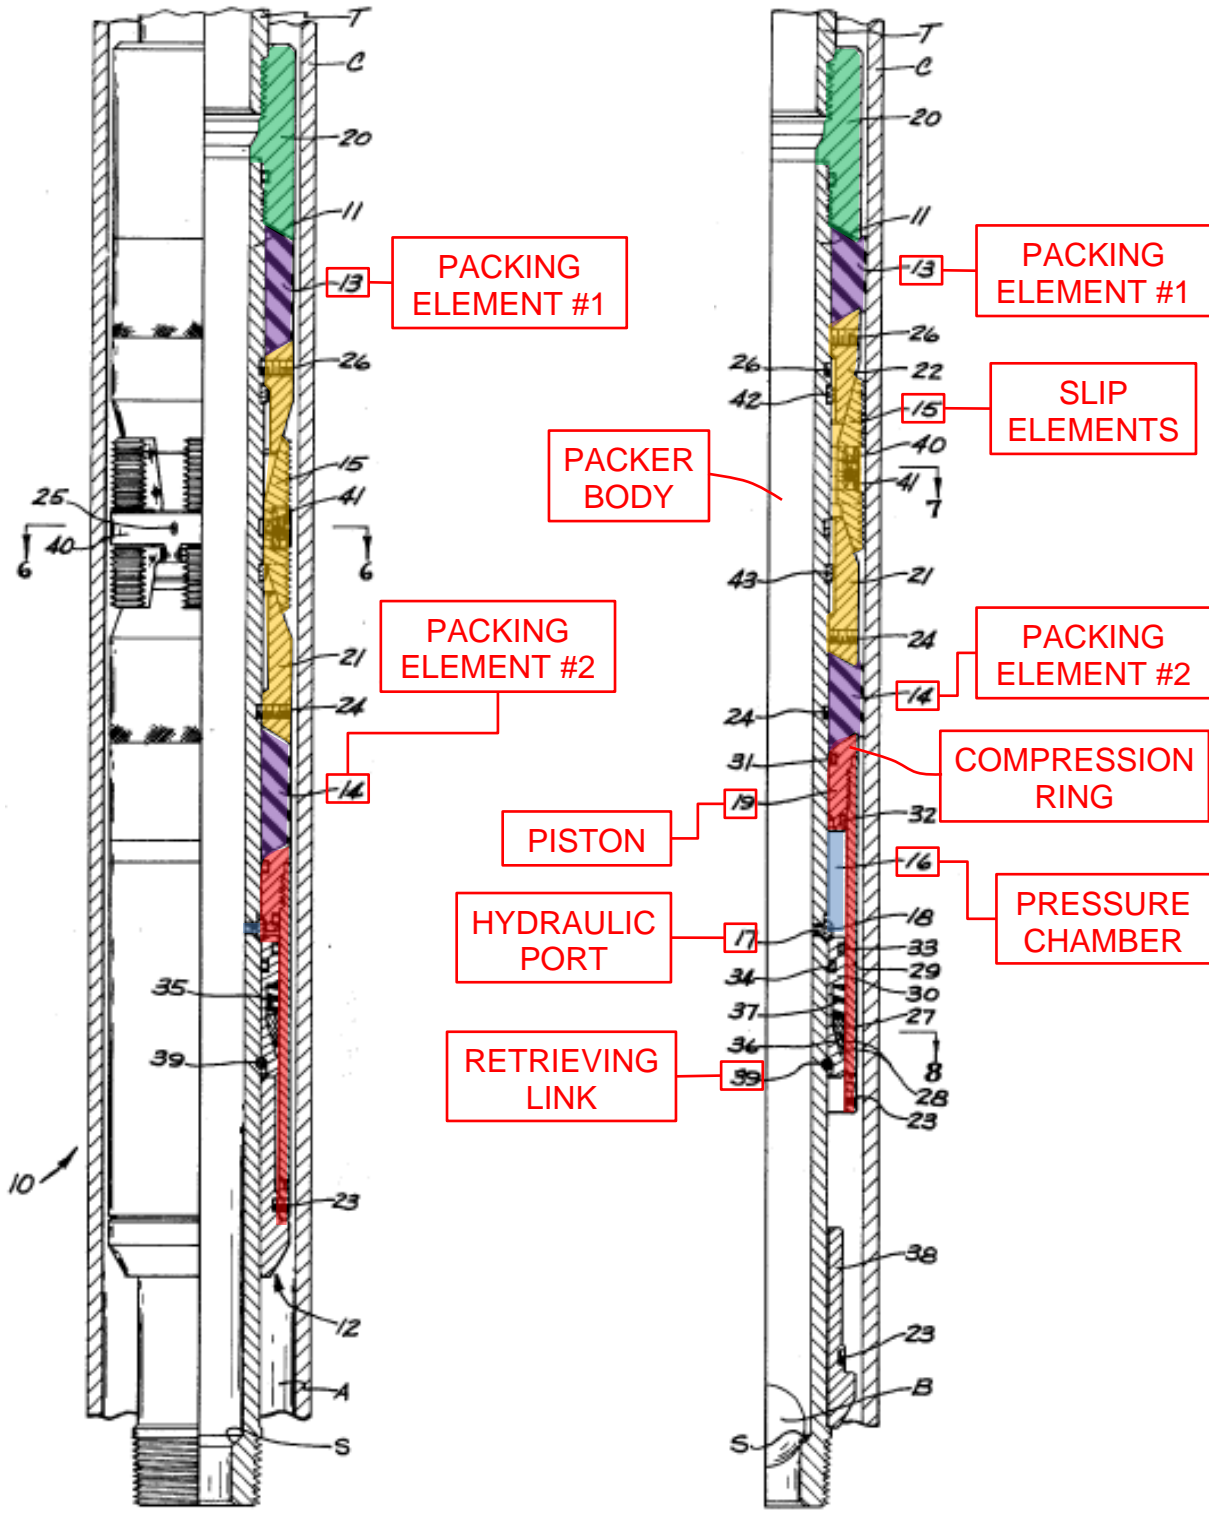 T
C
20
11
13
PACKING
ELEMENT #1
26
15
41
25
40
6
6
PACKING
ELEMENT #2
21
24
14
35
39
10
23
12
A
S
T
C
20
11
13
PACKING
ELEMENT #1
26
26
22
42
15
SLIP
ELEMENTS
40
PACKER
BODY
41
7
43
21
24
PACKING
ELEMENT #2
14
24
31
COMPRESSION
RING
19
PISTON
32
16
PRESSURE
CHAMBER
HYDRAULIC
PORT
17
18
33
34
29
30
37
27
36
RETRIEVING
LINK
39
8
28
23
38
23
B
S